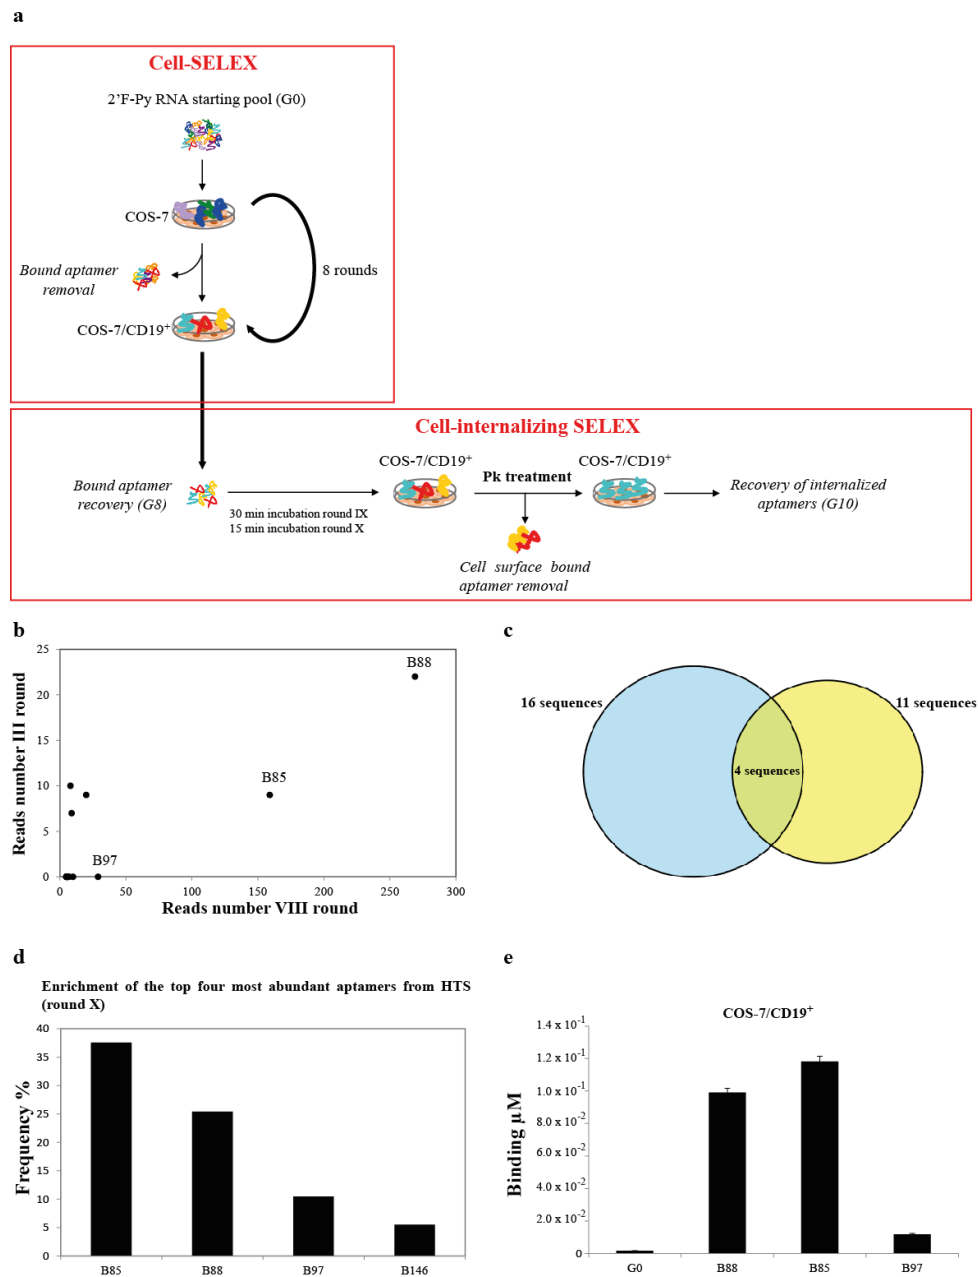 a
Cell-SELEX
2'F-Py RNA starting pool (G0)
COS-7
Bound aptamer
removal
8 rounds
COS-7/CD19+
Cell-internalizing SELEX
COS-7/CD19+
COS-7/CD19+
Pk treatment
Bound aptamer
recovery (G8)
30 min incubation round IX
15 min incubation round X
Recovery of internalized
aptamers (G10)
Cell surface bound
aptamer removal
b
25
20
15
10
5
0
Reads number III round
B88
B85
B97
0 50 100 150 200 250 300
Reads number VIII round
c
16 sequences
11 sequences
4 sequences
d
Enrichment of the top four most abundant aptamers from HTS
(round X)
40
35
30
25
20
15
10
5
0
Frequency %
B85 B88 B97 B146
e
COS-7/CD19+
1.4 x 10-1
1.2 x 10-1
1.0 x 10-1
8.0 x 10-2
6.0 x 10-2
4.0 x 10-2
2.0 x 10-2
0
Binding µM
G0 B88 B85 B97